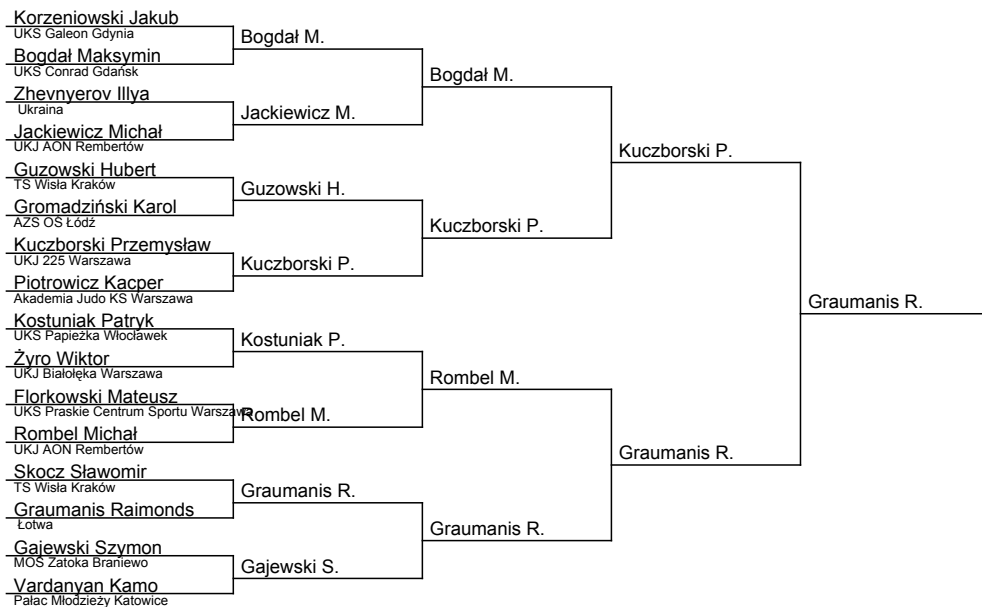 Korzeniowski Jakub
UKS Galeon Gdynia
Bogdał M.
Bogdał Maksymin
UKS Conrad Gdańsk
Bogdał M.
Zhevnyerov Illya
Ukraina
Jackiewicz M.
Jackiewicz Michał
UKJ AON Rembertów
Kuczborski P.
Guzowski Hubert
TS Wisła Kraków
Guzowski H.
Gromadziński Karol
AZS OŚ Łódź
Kuczborski P.
Kuczborski Przemysław
UKJ 225 Warszawa
Kuczborski P.
Piotrowicz Kacper
Akademia Judo KS Warszawa
Graumanis R.
Kostuniak Patryk
UKS Papieżka Włocławek
Kostuniak P.
Żyro Wiktor
UKJ Białołęka Warszawa
Rombel M.
Florkowski Mateusz
UKS Praskie Centrum Sportu Warszawa
Rombel M.
Rombel Michał
UKJ AON Rembertów
Graumanis R.
Skocz Sławomir
TS Wisła Kraków
Graumanis R.
Graumanis Raimonds
Łotwa
Graumanis R.
Gajewski Szymon
MOS Zatoka Braniewo
Gajewski S.
Vardanyan Kamo
Pałac Młodzieży Katowice